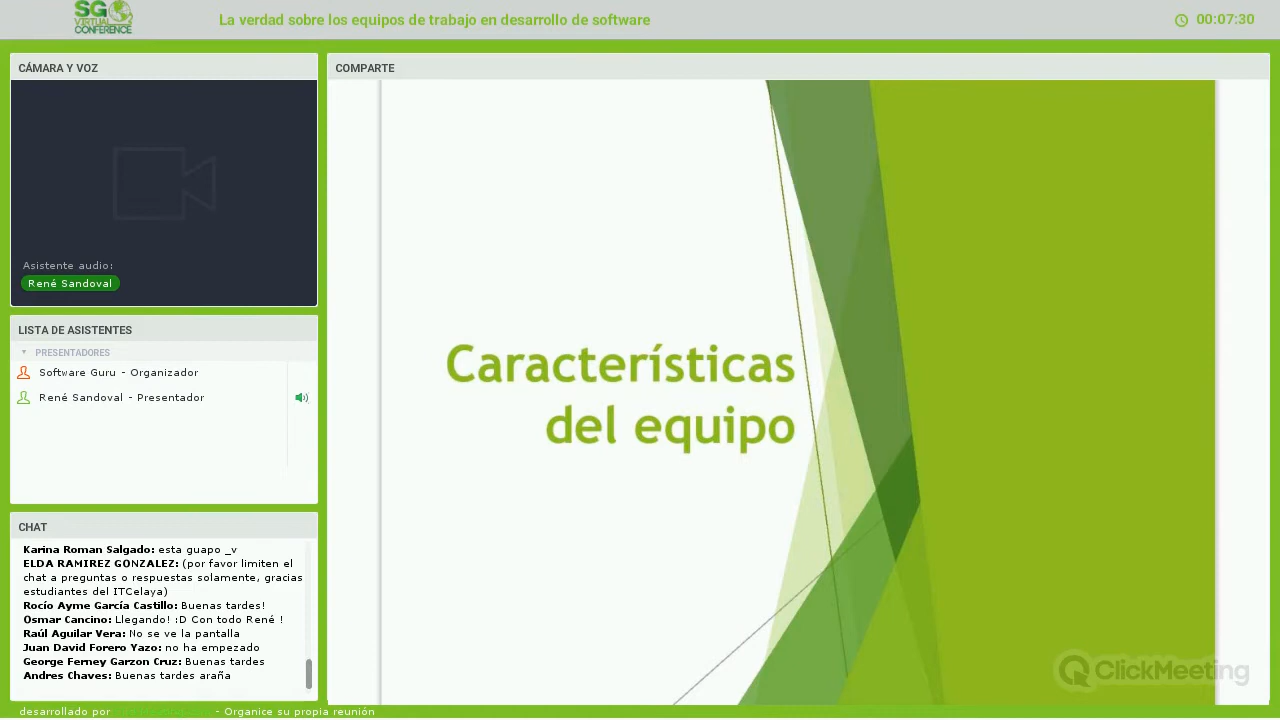 SG
VIRTUAL
CONFERENCE
La verdad sobre los equipos de trabajo en desarrollo de software
00:07:30
CÁMARA Y VOZ
Asistente audio:
René Sandoval
LISTA DE ASISTENTES
PRESENTADORES
Software Guru - Organizador
René Sandoval - Presentador
CHAT
Karina Roman Salgado: esta guapo _v
ELDA RAMIREZ GONZALEZ: (por favor limiten el
chat a preguntas o respuestas solamente, gracias
estudiantes del ITCelaya)
Rocío Ayme García Castillo: Buenas tardes!
Osmar Cancino: Llegando! :D Con todo René !
Raúl Aguilar Vera: No se ve la pantalla
Juan David Forero Yazo: no ha empezado
George Ferney Garzon Cruz: Buenas tardes
Andres Chaves: Buenas tardes araña
COMPARTE
Características
del equipo
ClickMeeting
desarrollado por
- Organice su propia reunión